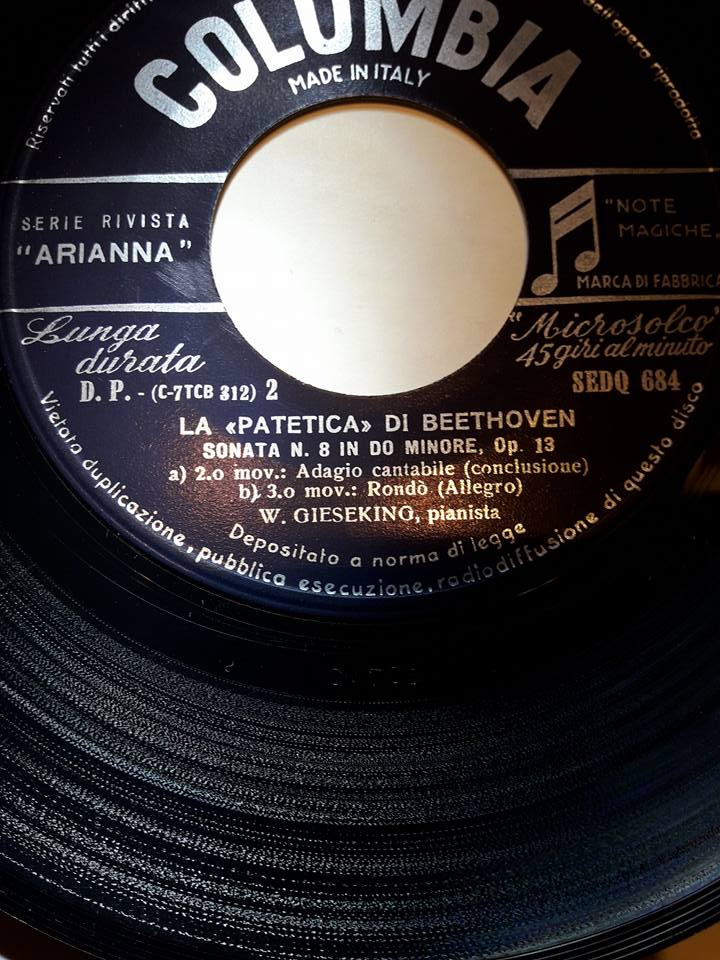 Riservati tutti i diritti
dell'opera riprodotta
COLUMBIA
MADE IN ITALY
SERIE RIVISTA
"ARIANNA"
"NOTE
MAGICHE"
MARCA DI FABBRICA
Lunga
durata
"Microsolco"
45 giri al minuto
D. P. - (C-7TCB 312) 2
SEDQ 684
LA «PATETICA» DI BEETHOVEN
SONATA N. 8 IN DO MINORE, Op. 13
a) 2.o mov.: Adagio cantabile (conclusione)
b) 3.o mov.: Rondò (Allegro)
W. GIESEKING, pianista
Depositato a norma di legge
Vietata duplicazione, pubblica esecuzione, radiodiffusione di questo disco